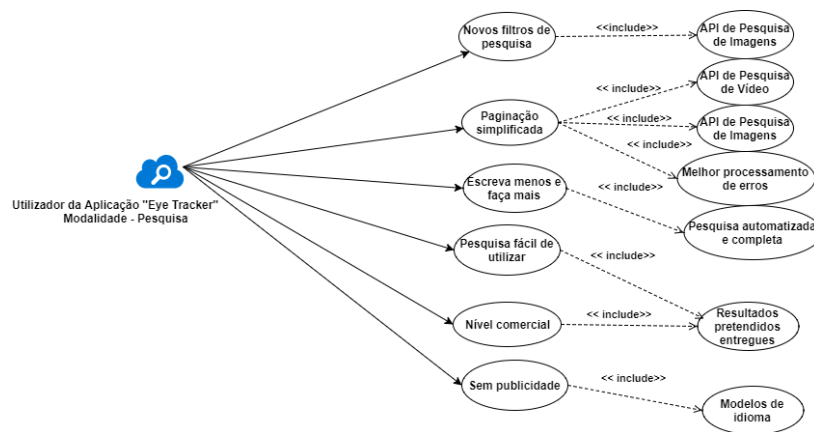 Novos filtros de
pesquisa
<<include>>
API de Pesquisa
de Imagens
Paginação
simplificada
<< include>>
API de Pesquisa
de Vídeo
<< include>>
API de Pesquisa
de Imagens
<< include>>
Melhor processamento
de erros
Utilizador da Aplicação "Eye Tracker"
Modalidade - Pesquisa
Escreva menos e
faça mais
<< include>>
Pesquisa automatizada
e completa
Pesquisa fácil de
utilizar
<< include>>
Nível comercial
<< include>>
Resultados
pretendidos
entregues
Sem publicidade
<< include>>
Modelos de
idioma